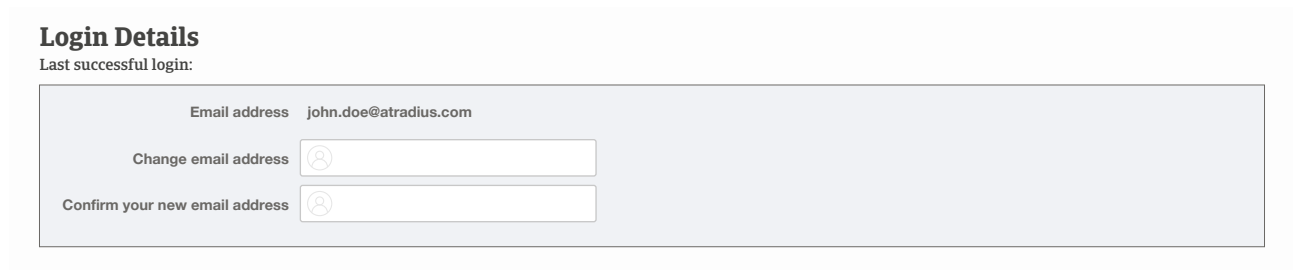 Login Details
Last successful login:
Email address john.doe@atradius.com
Change email address
Confirm your new email address